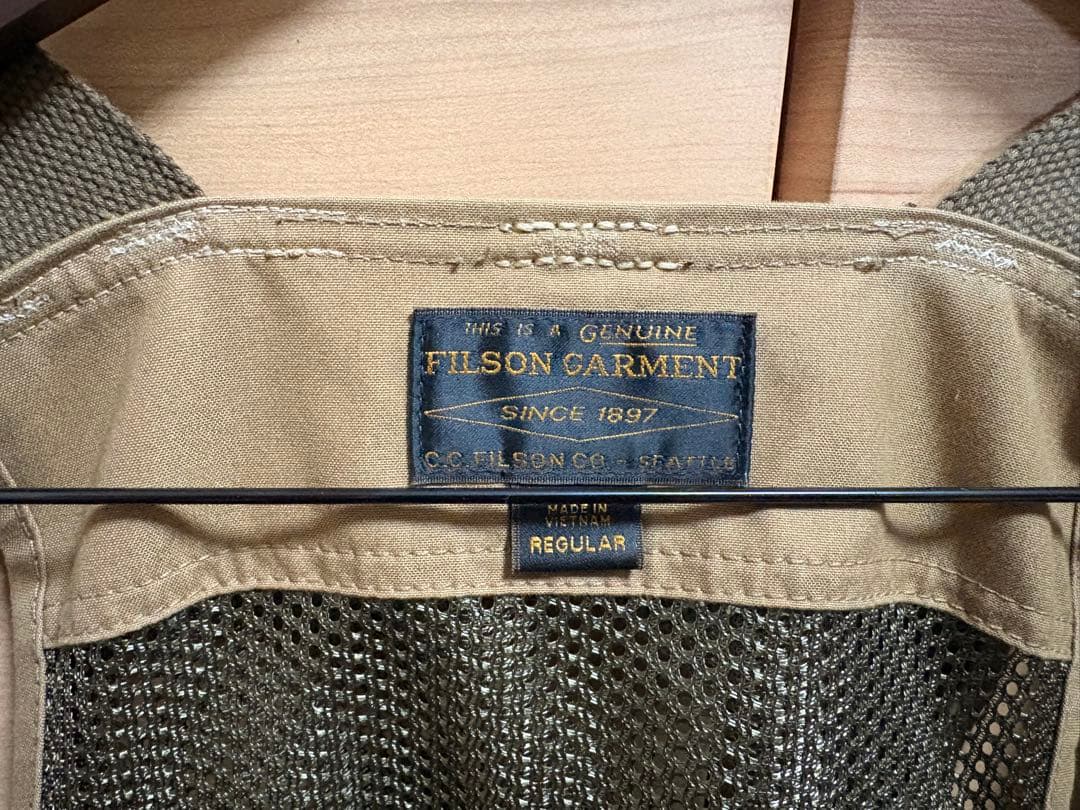 THIS IS A GENUINE
FILSON GARMENT
SINCE 1897
C.C. FILSON CO - SEATTLE
MADE IN
VIETNAM
REGULAR